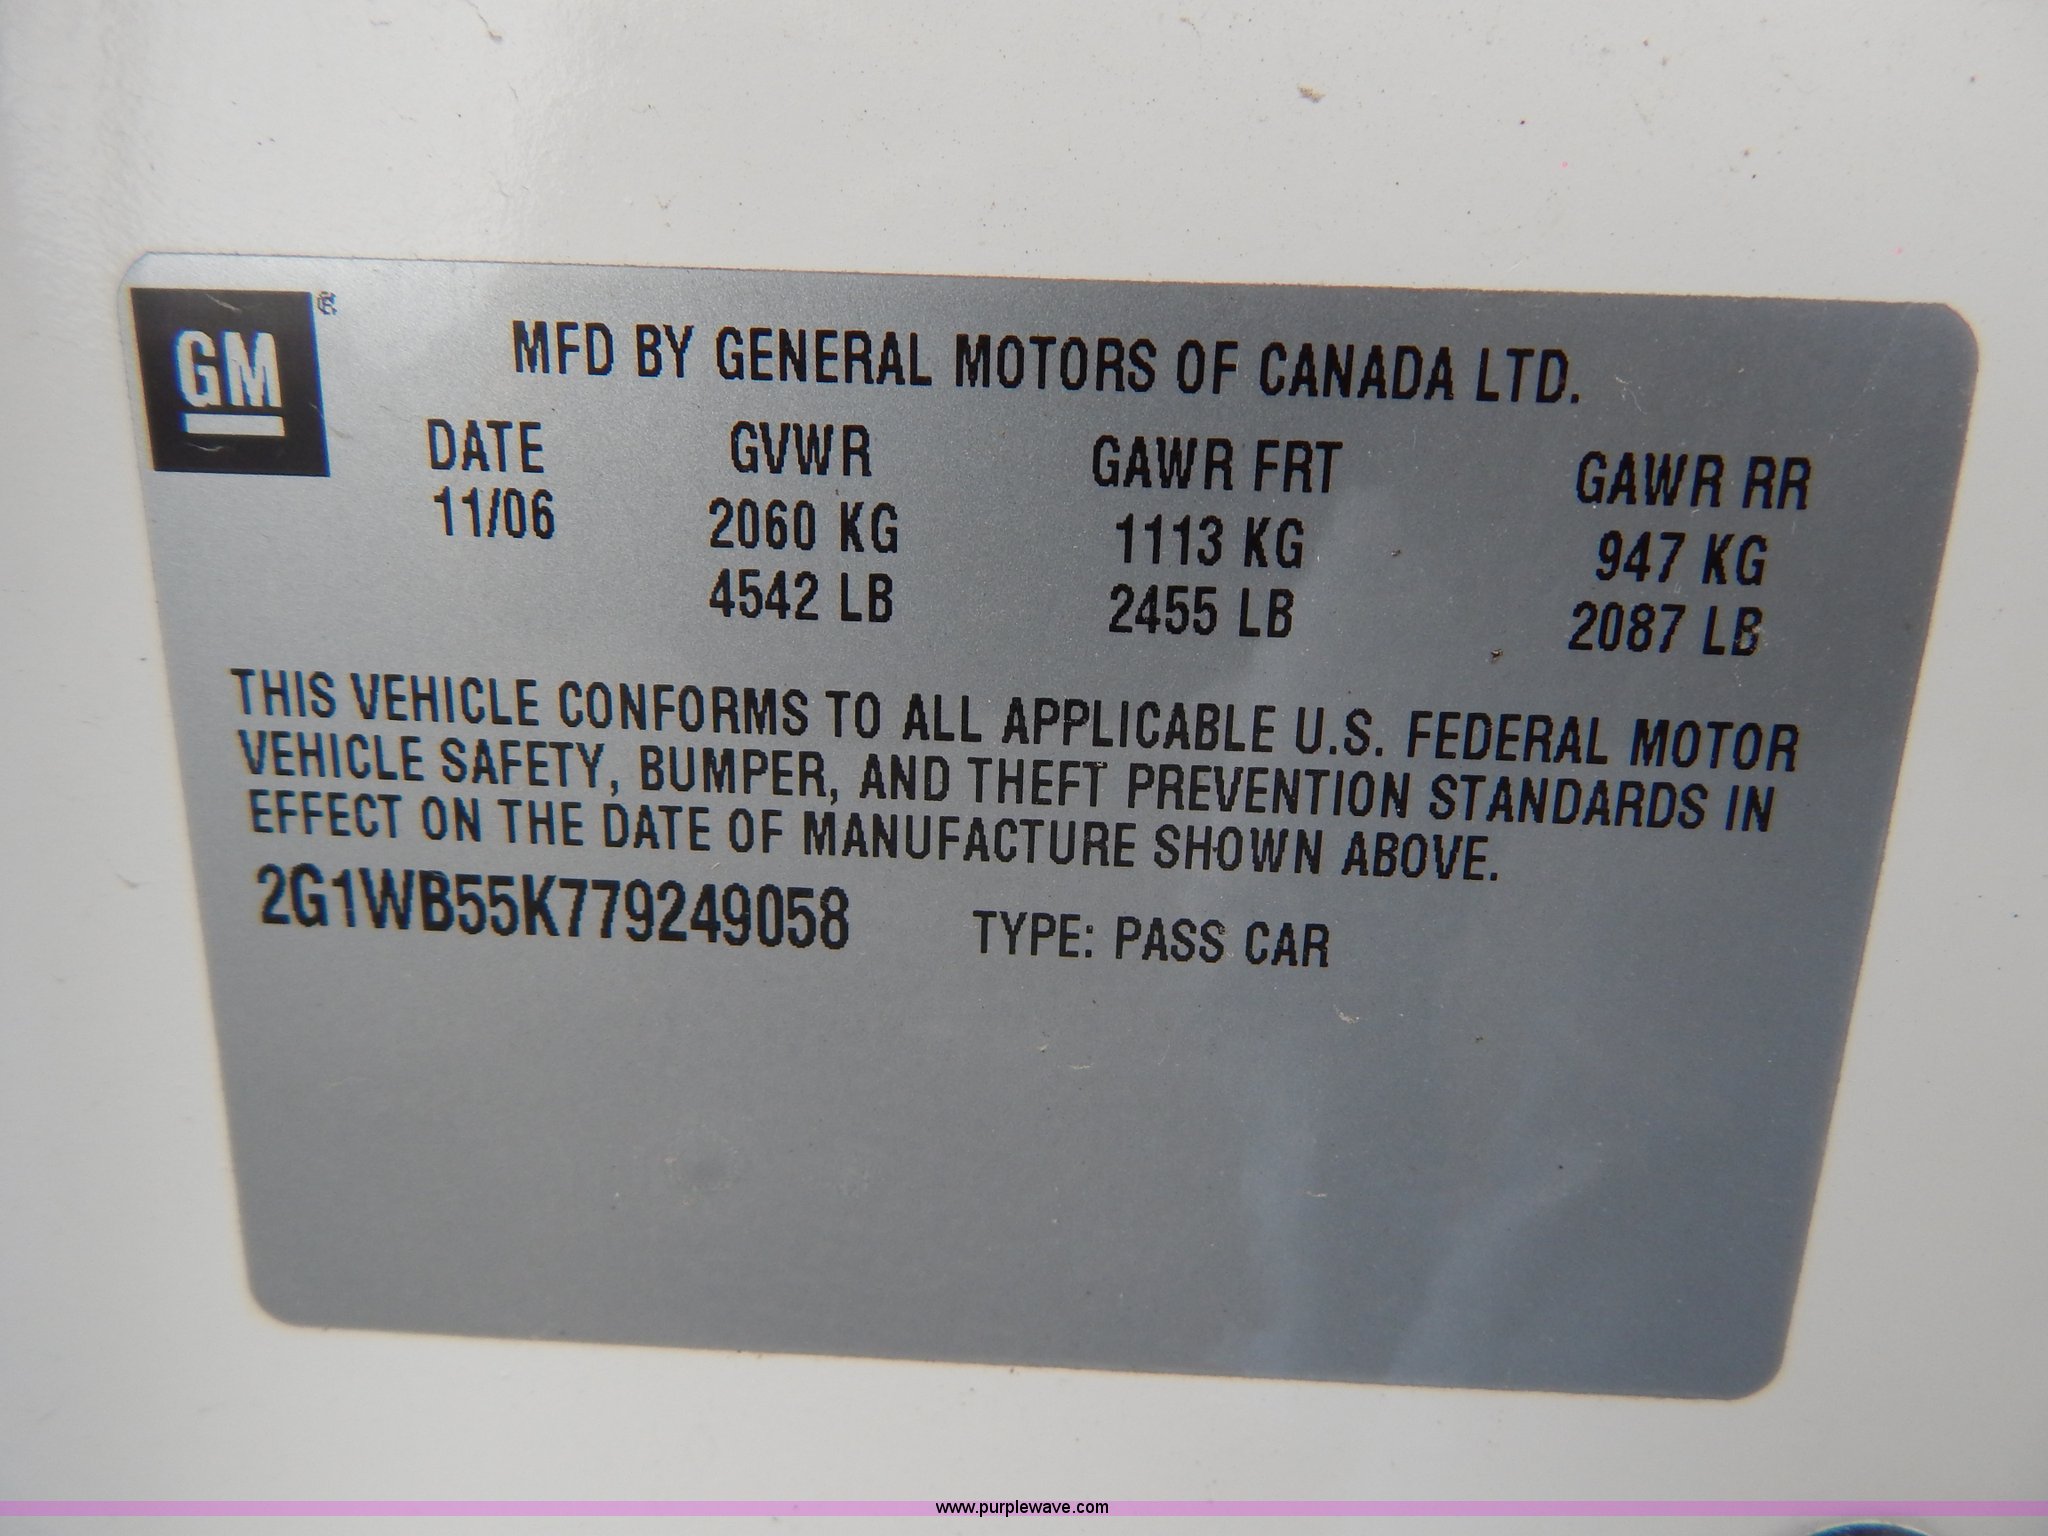 GM ®
MFD BY GENERAL MOTORS OF CANADA LTD.
DATE GVWR GAWR FRT GAWR RR
11/06 2060 KG 1113 KG 947 KG
4542 LB 2455 LB 2087 LB
THIS VEHICLE CONFORMS TO ALL APPLICABLE U.S. FEDERAL MOTOR
VEHICLE SAFETY, BUMPER, AND THEFT PREVENTION STANDARDS IN
EFFECT ON THE DATE OF MANUFACTURE SHOWN ABOVE.
2G1WB55K779249058 TYPE: PASS CAR
www.purplewave.com